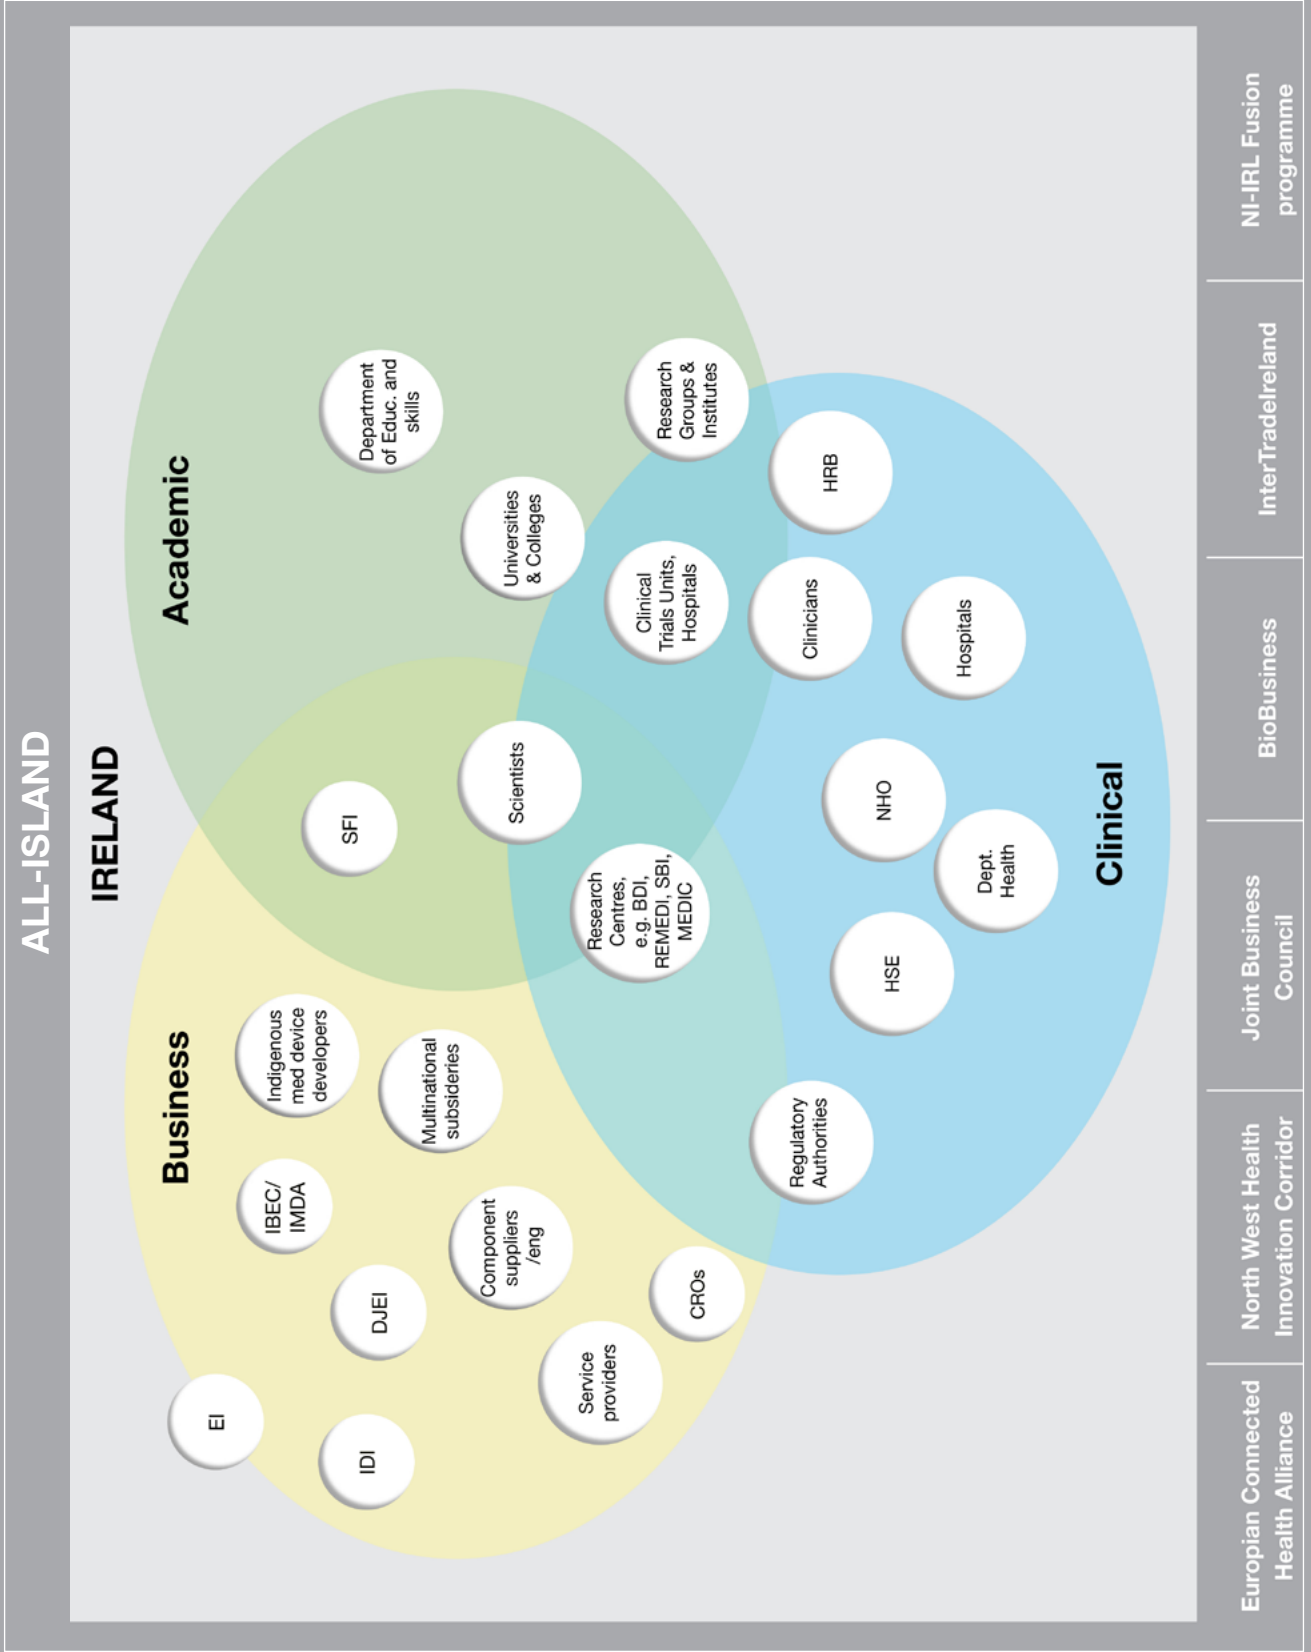 ALL-ISLAND
IRELAND
Business
Academic
Clinical
EI
IDI
DJEI
IBEC/
IMDA
Indigenous
med device
developers
Multinational
subsideries
Component
suppliers
/eng
Service
providers
CROs
SFI
Scientists
Department
of Educ. and
skills
Universities
& Colleges
Research
Groups &
Institutes
Clinical
Trials Units,
Hospitals
Research
Centres,
e.g. BDI,
REMEDI, SBI,
MEDIC
Regulatory
Authorities
HSE
NHO
Dept.
Health
Clinicians
HRB
Hospitals
Europian Connected
Health Alliance
North West Health
Innovation Corridor
Joint Business
Council
BioBusiness
InterTradeIreland
NI-IRL Fusion
programme